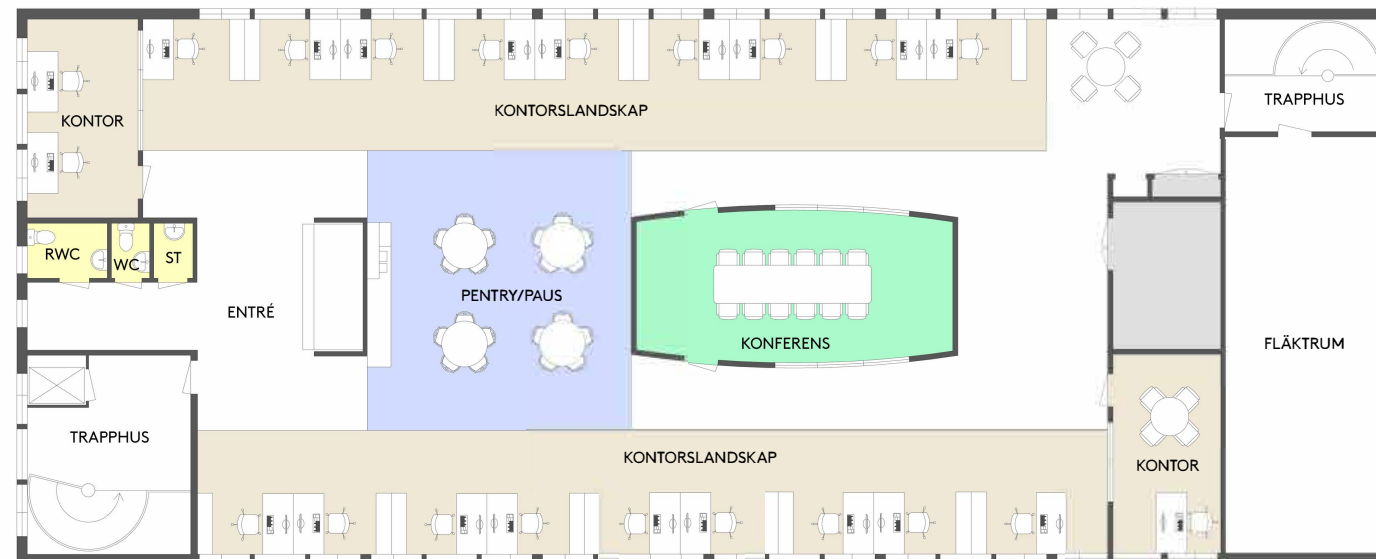 TRAPPHUS
KONTORSLANDSKAP
KONTOR
RWC
WC
ST
PENTRY/PAUS
ENTRÉ
KONFERENS
FLÄKTRUM
TRAPPHUS
KONTORSLANDSKAP
KONTOR